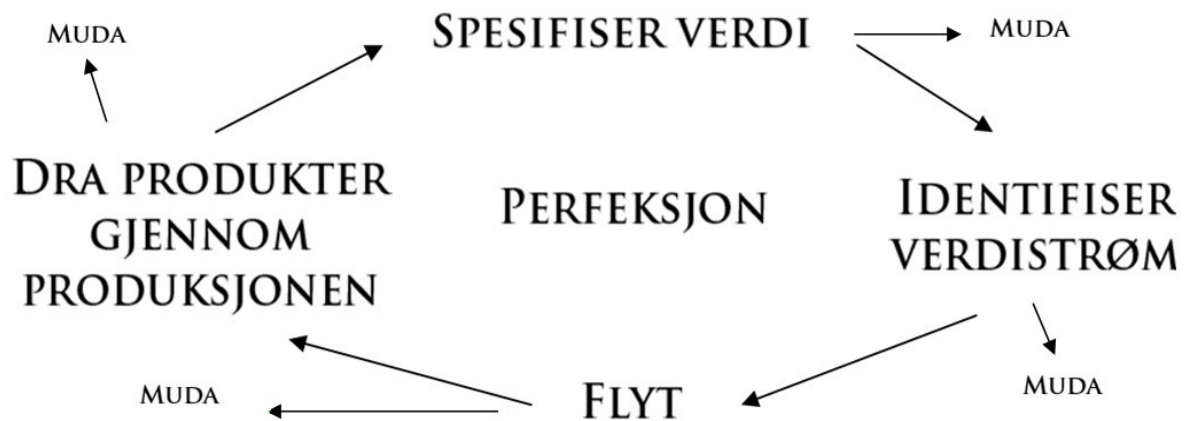 MUDA
SPESIFISER VERDI
MUDA
DRA PRODUKTER
GJENNOM
PRODUKSJONEN
PERFEKSJON
IDENTIFISER
VERDISTRØM
MUDA
FLYT
MUDA